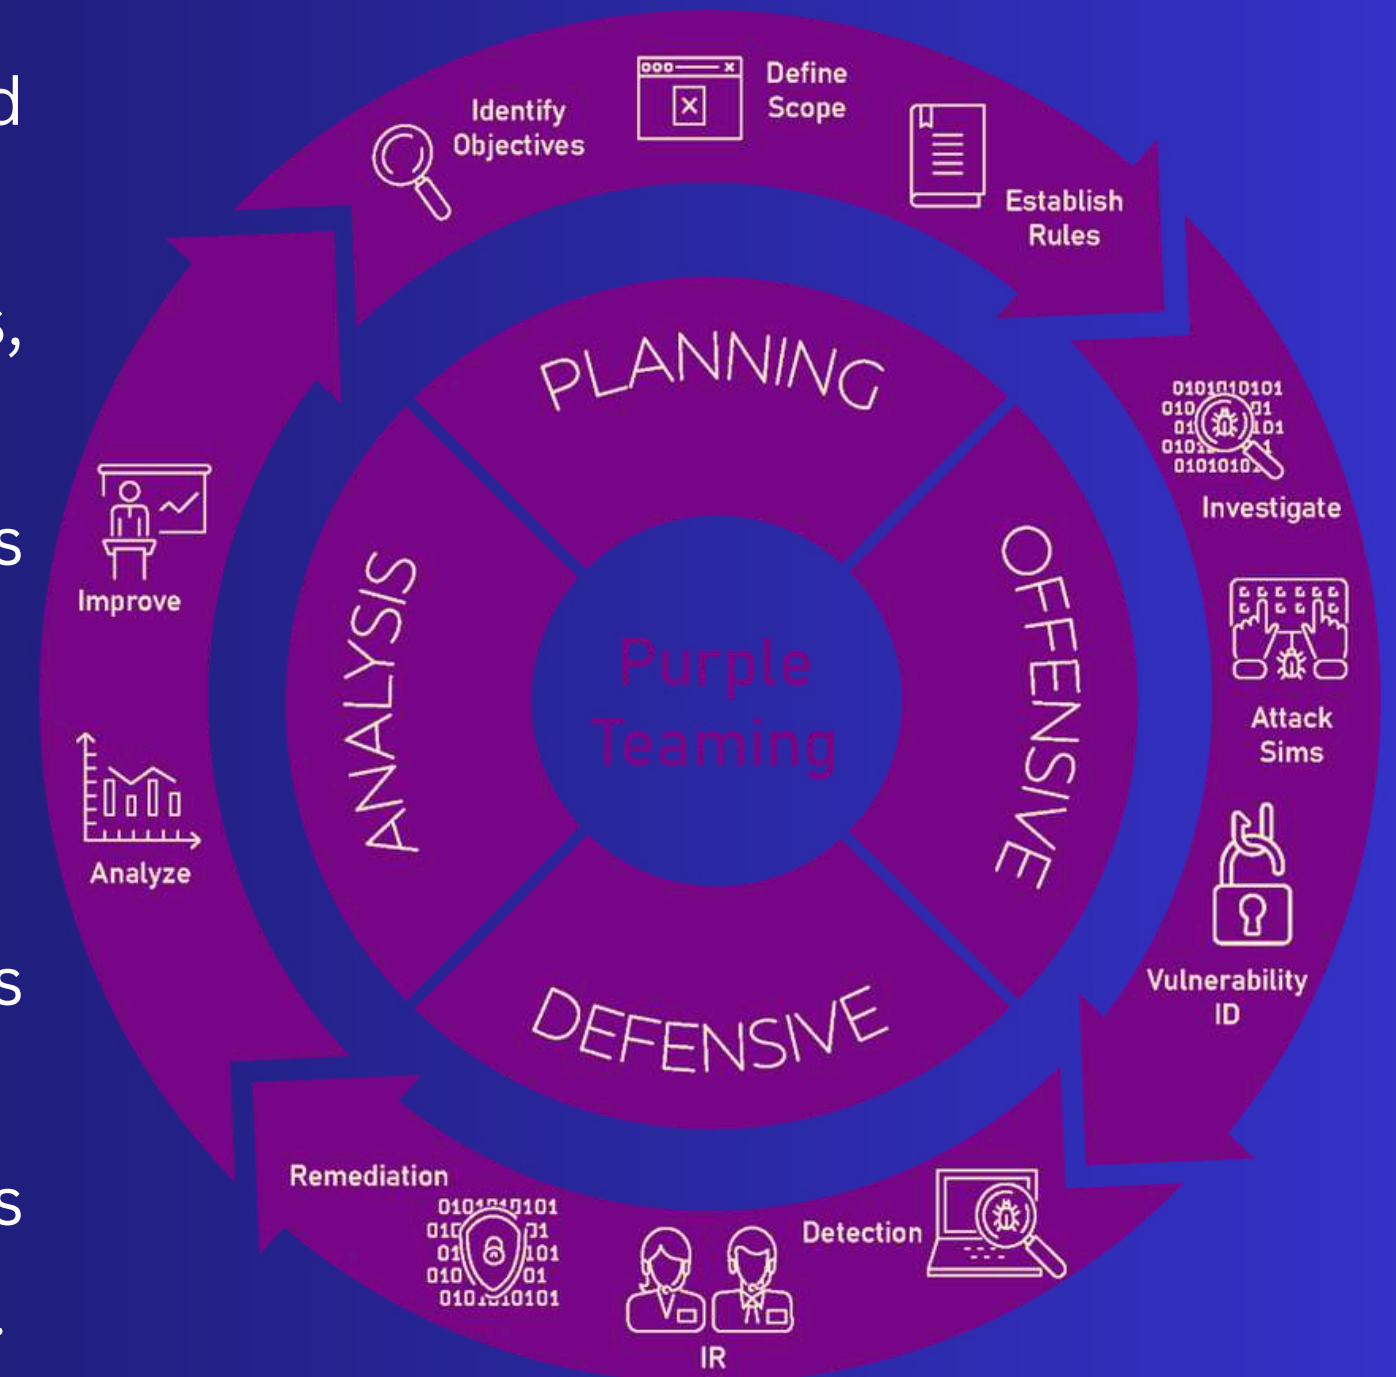 d
s,
s
s
s
.
Identify
Objectives
Define
Scope
Establish
Rules
Investigate
Attack
Sims
Vulnerability
ID
Detection
IR
Remediation
Analyze
Improve
PLANNING
OFFENSIVE
DEFENSIVE
ANALYSIS
Purple
Teaming